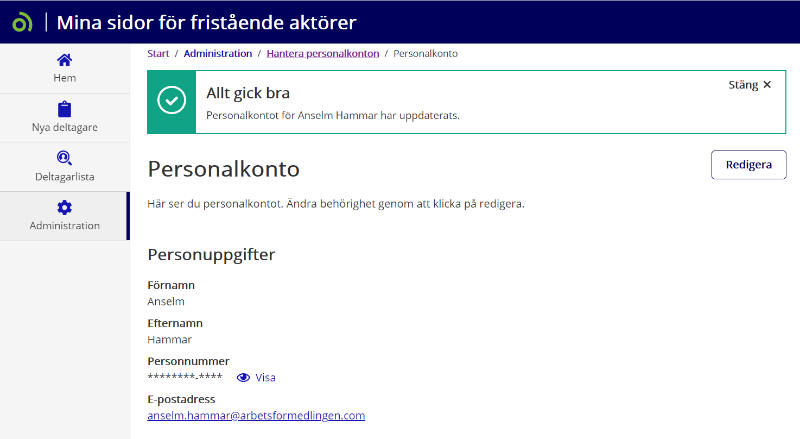 Mina sidor för fristående aktörer
Start / Administration / Hantera personalkonton / Personalkonto
Hem
Nya deltagare
Deltagarlista
Administration
Allt gick bra
Stäng ✕
Personalkontot för Anselm Hammar har uppdaterats.
Personalkonto
Redigera
Här ser du personalkontot. Ändra behörighet genom att klicka på redigera.
Personuppgifter
Förnamn
Anselm
Efternamn
Hammar
Personnummer
********-**** Visa
E-postadress
anselm.hammar@arbetsformedlingen.com